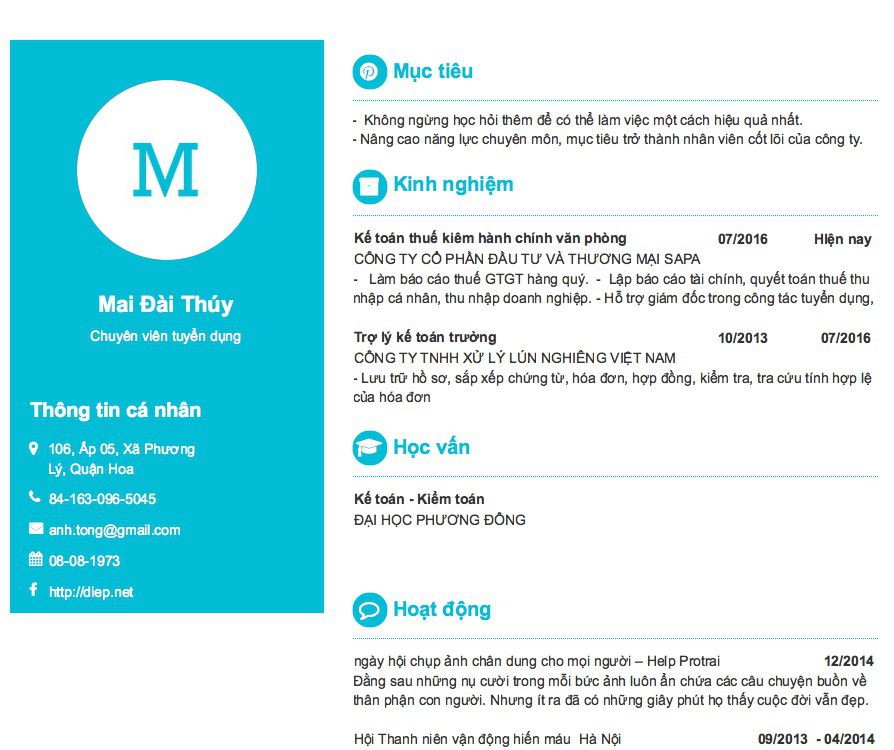 M
Mai Đài Thúy
Chuyên viên tuyển dụng
Thông tin cá nhân
106, Ấp 05, Xã Phương
Lý, Quận Hoa
84-163-096-5045
anh.tong@gmail.com
08-08-1973
http://diep.net
Mục tiêu
- Không ngừng học hỏi thêm để có thể làm việc một cách hiệu quả nhất.
- Nâng cao năng lực chuyên môn, mục tiêu trở thành nhân viên cốt lõi của công ty.
Kinh nghiệm
Kế toán thuế kiêm hành chính văn phòng 07/2016 HIện nay
CÔNG TY CỔ PHẦN ĐẦU TƯ VÀ THƯƠNG MẠI SAPA
- Làm báo cáo thuế GTGT hàng quý. - Lập báo cáo tài chính, quyết toán thuế thu
nhập cá nhân, thu nhập doanh nghiệp. - Hỗ trợ giám đốc trong công tác tuyển dụng,
Trợ lý kế toán trưởng 10/2013 07/2016
CÔNG TY TNHH XỬ LÝ LÚN NGHIÊNG VIỆT NAM
- Lưu trữ hồ sơ, sắp xếp chứng từ, hóa đơn, hợp đồng, kiểm tra, tra cứu tính hợp lệ
của hóa đơn
Học vấn
Kế toán - Kiểm toán
ĐẠI HỌC PHƯƠNG ĐÔNG
Hoạt động
ngày hội chụp ảnh chân dung cho mọi người – Help Protrai 12/2014
Đằng sau những nụ cười trong mỗi bức ảnh luôn ẩn chứa các câu chuyện buồn về
thân phận con người. Nhưng ít ra đã có những giây phút họ thấy cuộc đời vẫn đẹp.
Hội Thanh niên vận động hiến máu Hà Nội 09/2013 - 04/2014